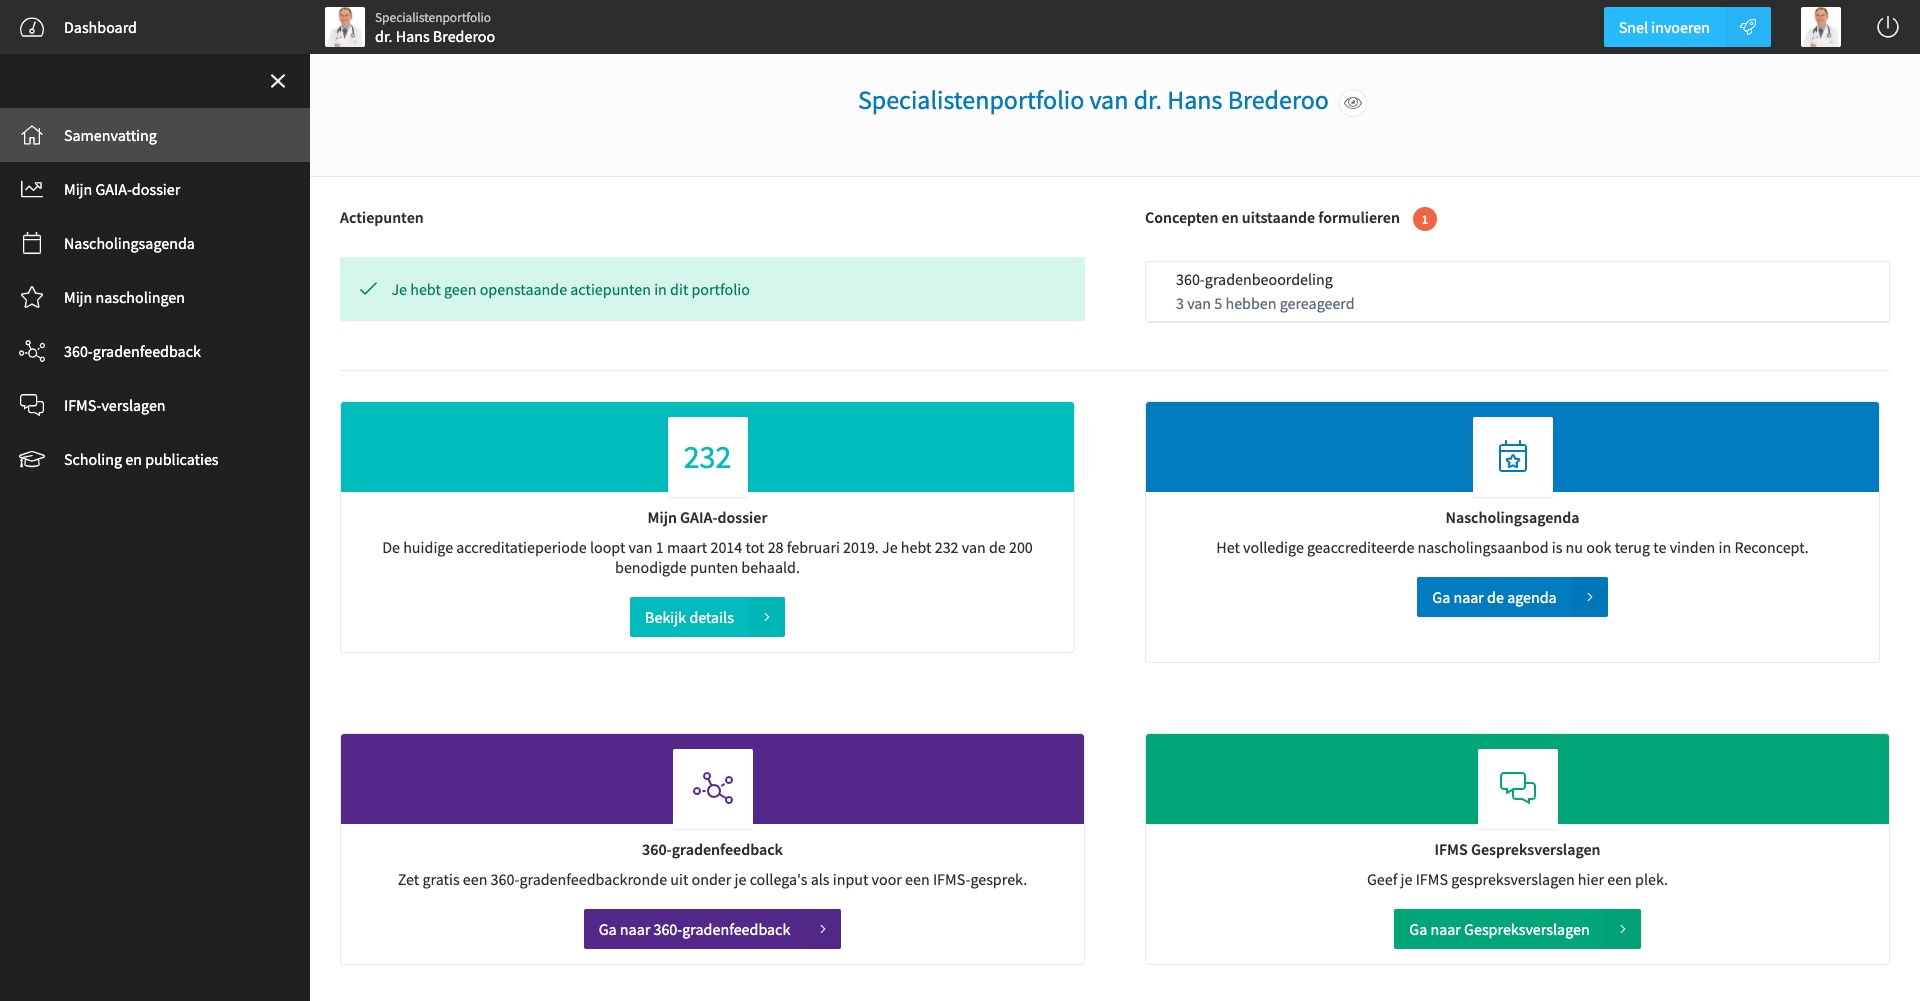 Dashboard
Specialistenportfolio
dr. Hans Brederoo
Snel invoeren
Samenvatting
Mijn GAIA-dossier
Nascholingsagenda
Mijn nascholingen
360-gradenfeedback
IFMS-verslagen
Scholing en publicaties
Specialistenportfolio van dr. Hans Brederoo
Actiepunten
Je hebt geen openstaande actiepunten in dit portfolio
Concepten en uitstaande formulieren 1
360-gradenbeoordeling
3 van 5 hebben gereageerd
232
Mijn GAIA-dossier
De huidige accreditatieperiode loopt van 1 maart 2014 tot 28 februari 2019. Je hebt 232 van de 200
benodigde punten behaald.
Bekijk details
Nascholingsagenda
Het volledige geaccrediteerde nascholingsaanbod is nu ook terug te vinden in Reconcept.
Ga naar de agenda
360-gradenfeedback
Zet gratis een 360-gradenfeedbackronde uit onder je collega's als input voor een IFMS-gesprek.
Ga naar 360-gradenfeedback
IFMS Gespreksverslagen
Geef je IFMS gespreksverslagen hier een plek.
Ga naar Gespreksverslagen